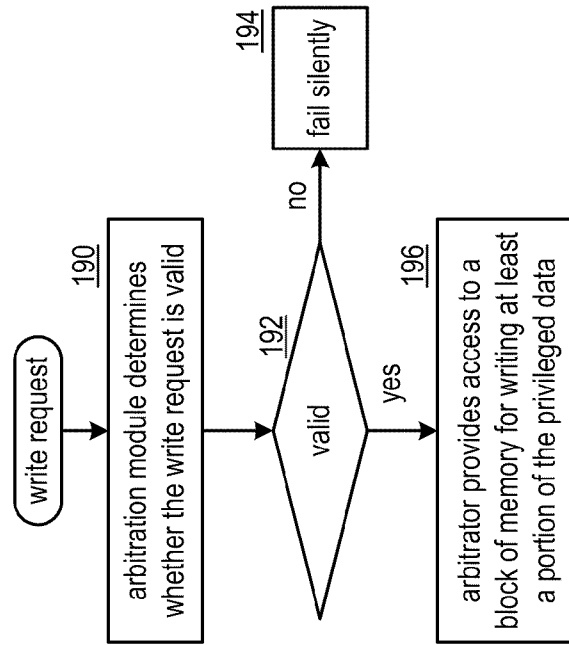 write request
190
arbitration module determines
whether the write request is valid
192
valid
no
194
fail silently
yes
196
arbitrator provides access to a
block of memory for writing at least
a portion of the privileged data